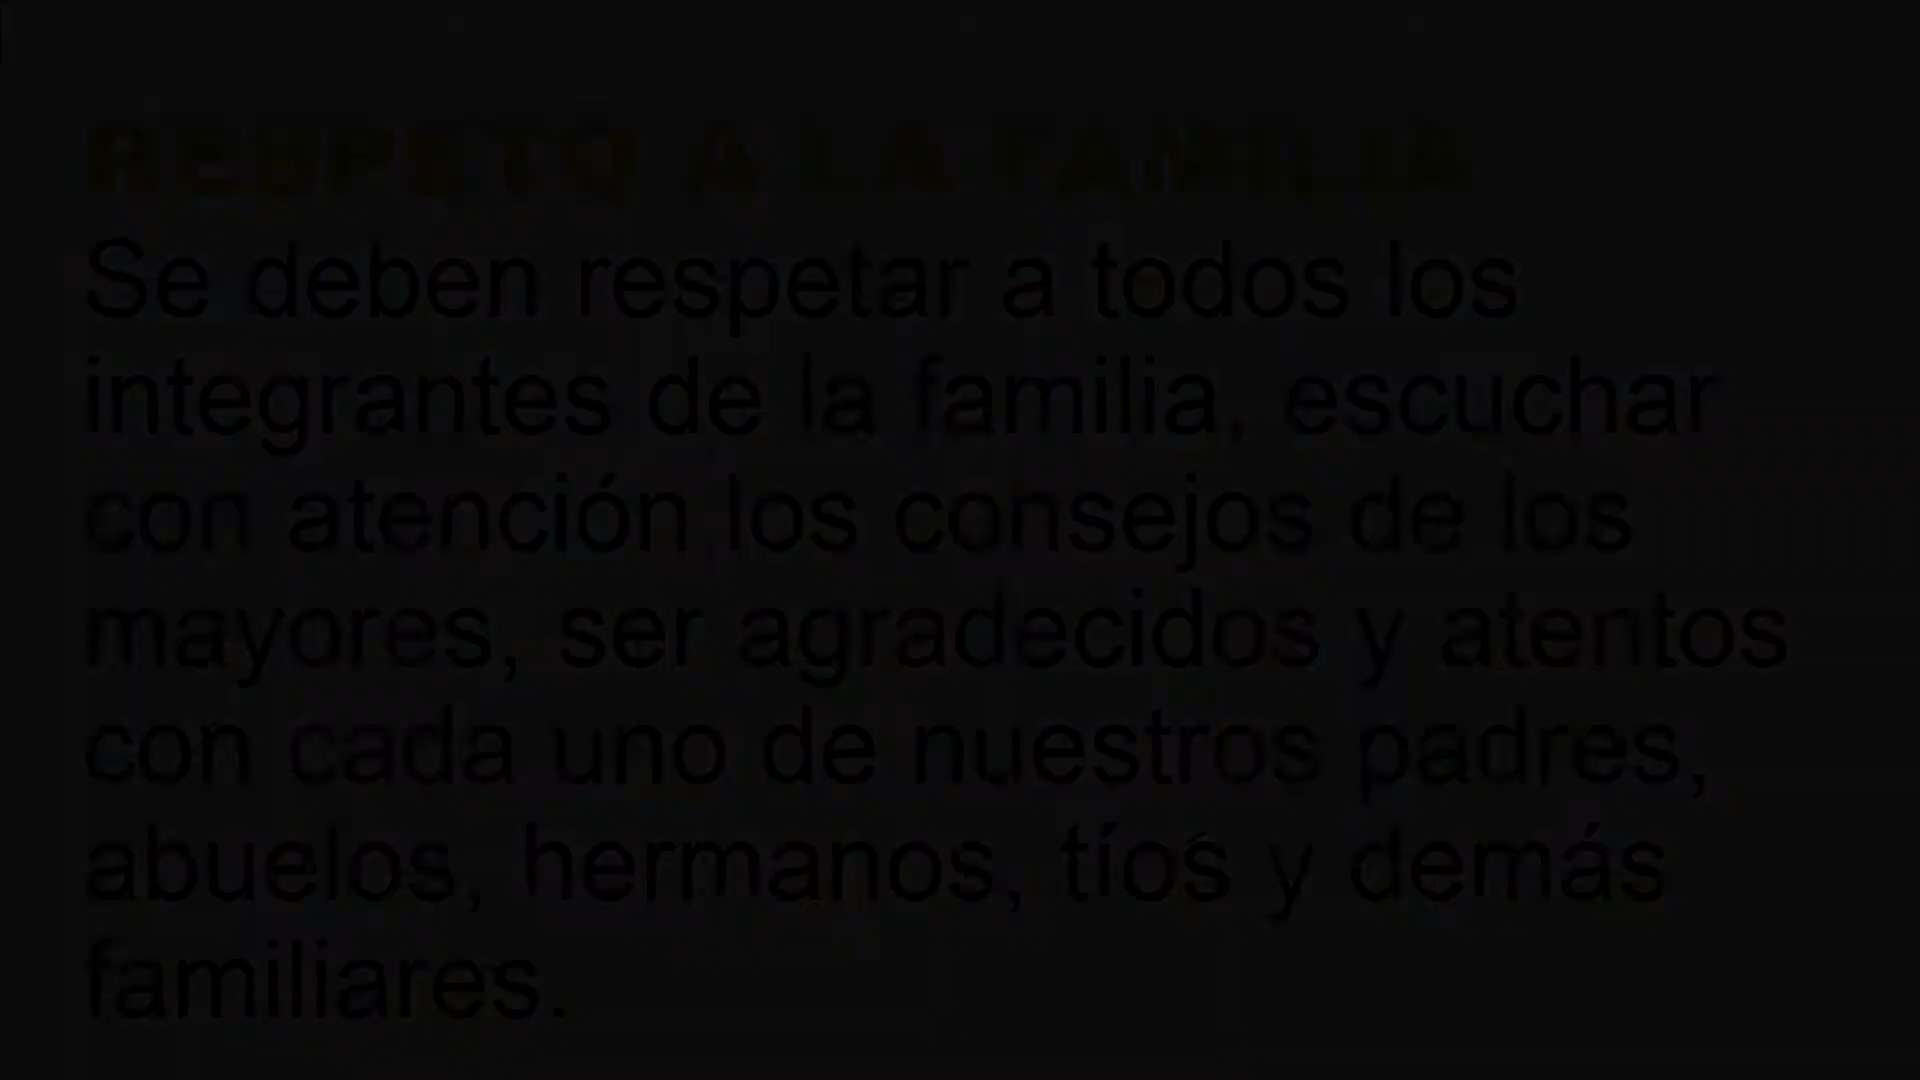 RESPETO A LA FAMILIA
Se deben respetar a todos los
integrantes de la familia, escuchar
con atención los consejos de los
mayores, ser agradecidos y atentos
con cada uno de nuestros padres,
abuelos, hermanos, tíos y demás
familiares.